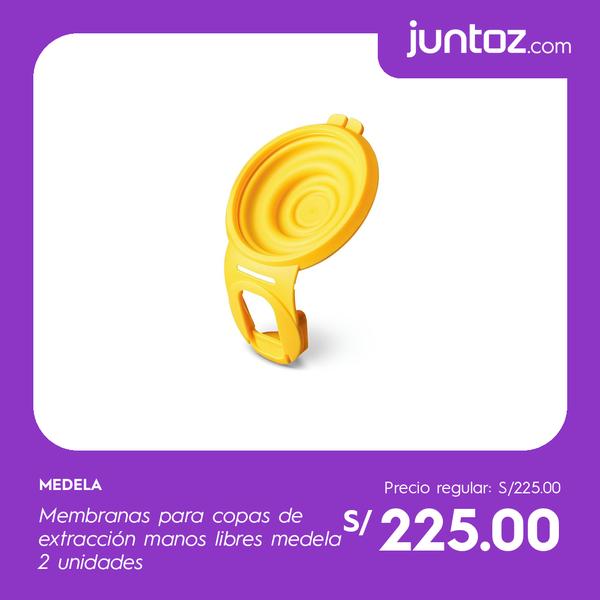 juntoz.com
MEDELA
Membranas para copas de
extracción manos libres medela
2 unidades
Precio regular: S/225.00
S/ 225.00